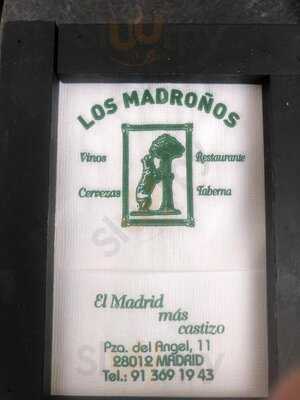 LOS MADROÑOS
Vinos
Restaurante
Cervezas
Taberna
El Madrid
más
castizo
Pza. del Angel, 11
28012 MADRID
Tel.: 91 369 19 43